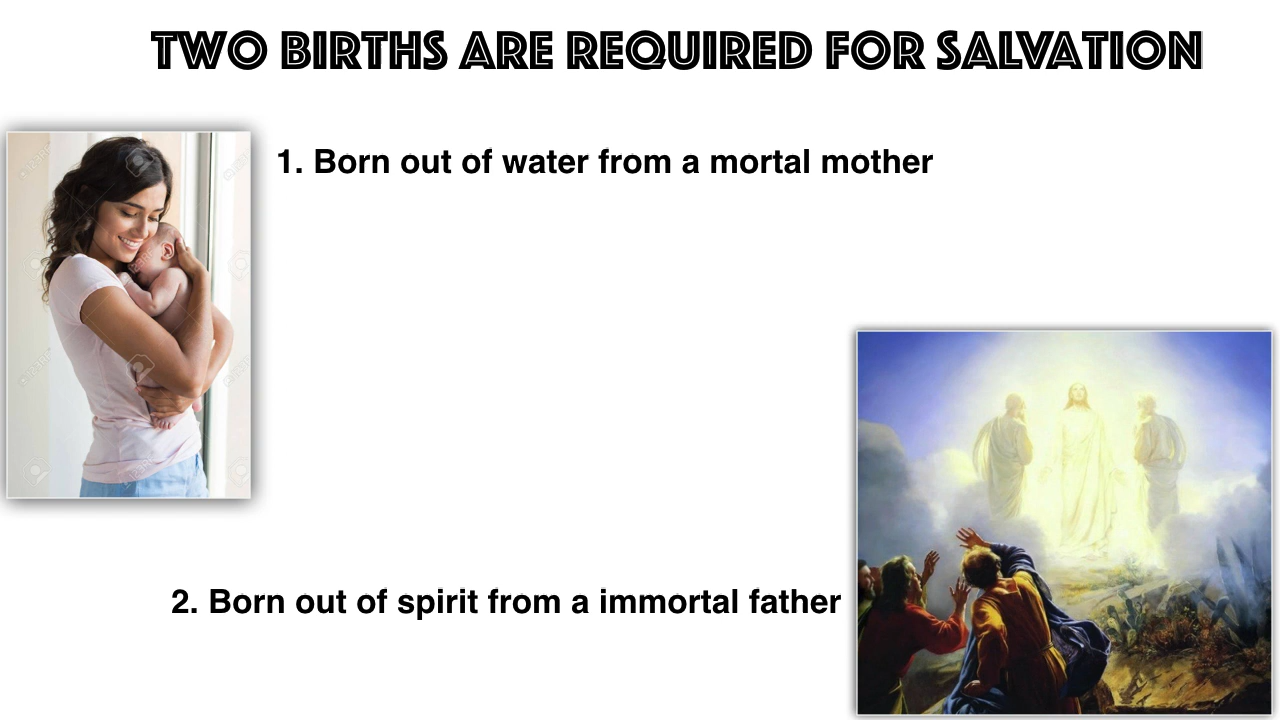 TWO BIRTHS ARE REQUIRED FOR SALVATION
1. Born out of water from a mortal mother
2. Born out of spirit from a immortal father